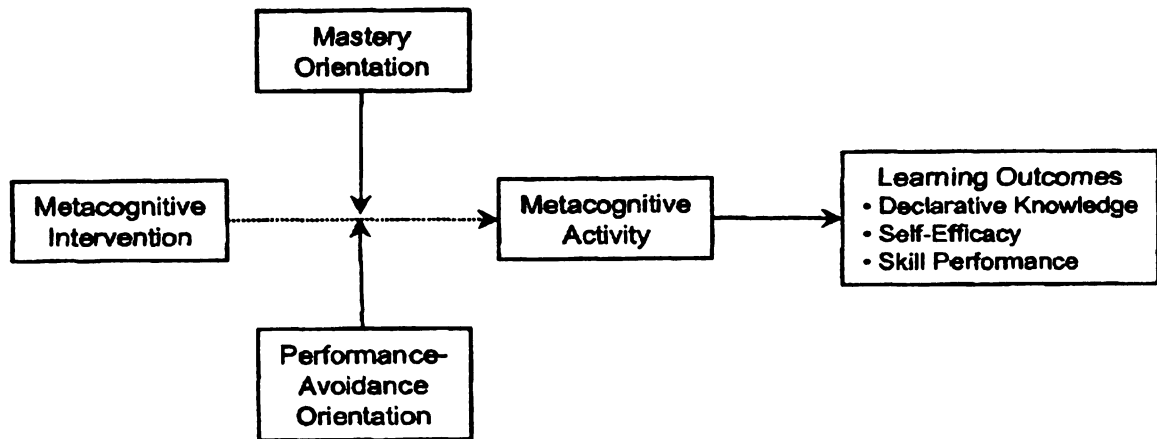 Mastery
Orientation
Metacognitive
Intervention
Metacognitive
Activity
Learning Outcomes
• Declarative Knowledge
• Self-Efficacy
• Skill Performance
Performance-
Avoidance
Orientation